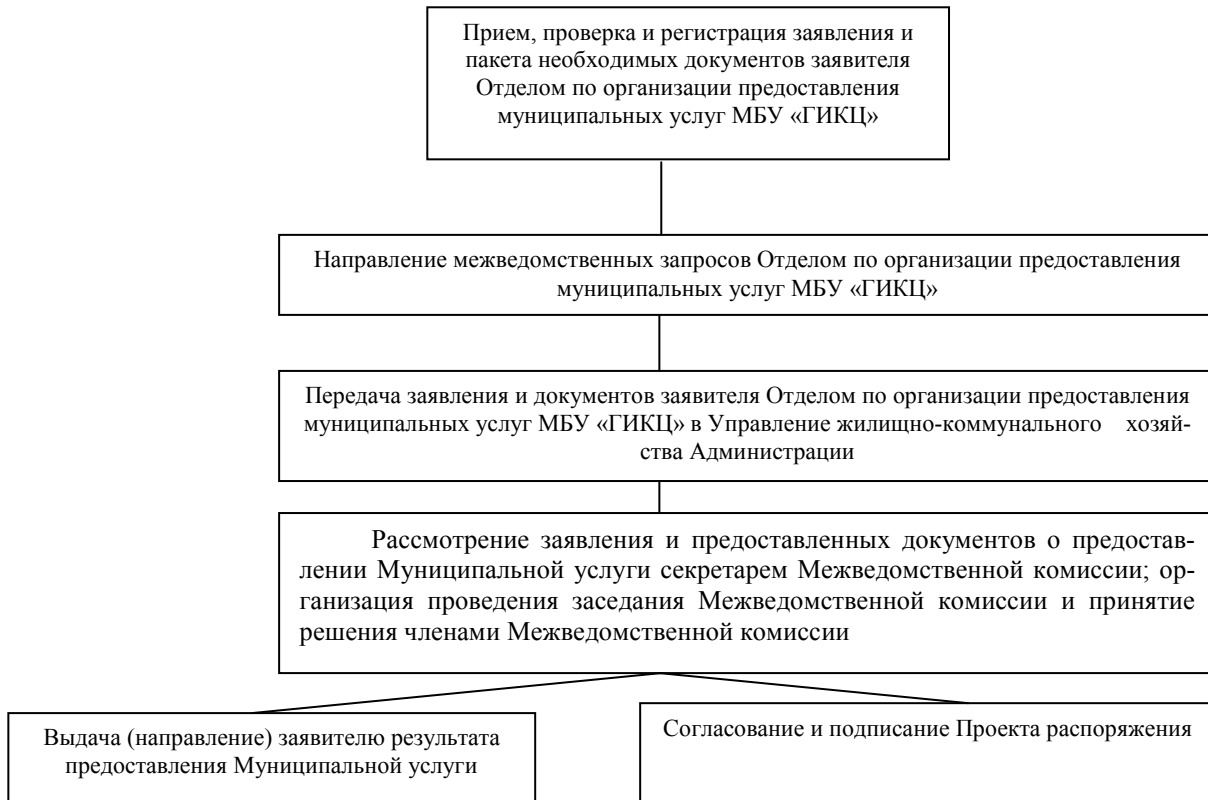 Прием, проверка и регистрация заявления и
пакета необходимых документов заявителя
Отделом по организации предоставления
муниципальных услуг МБУ «ГИКЦ»
Направление межведомственных запросов Отделом по организации предоставления
муниципальных услуг МБУ «ГИКЦ»
Передача заявления и документов заявителя Отделом по организации предоставления
муниципальных услуг МБУ «ГИКЦ» в Управление жилищно-коммунального хозяй-
ства Администрации
Рассмотрение заявления и предоставленных документов о предостав-
лении Муниципальной услуги секретарем Межведомственной комиссии; ор-
ганизация проведения заседания Межведомственной комиссии и принятие
решения членами Межведомственной комиссии
Выдача (направление) заявителю результата
предоставления Муниципальной услуги
Согласование и подписание Проекта распоряжения